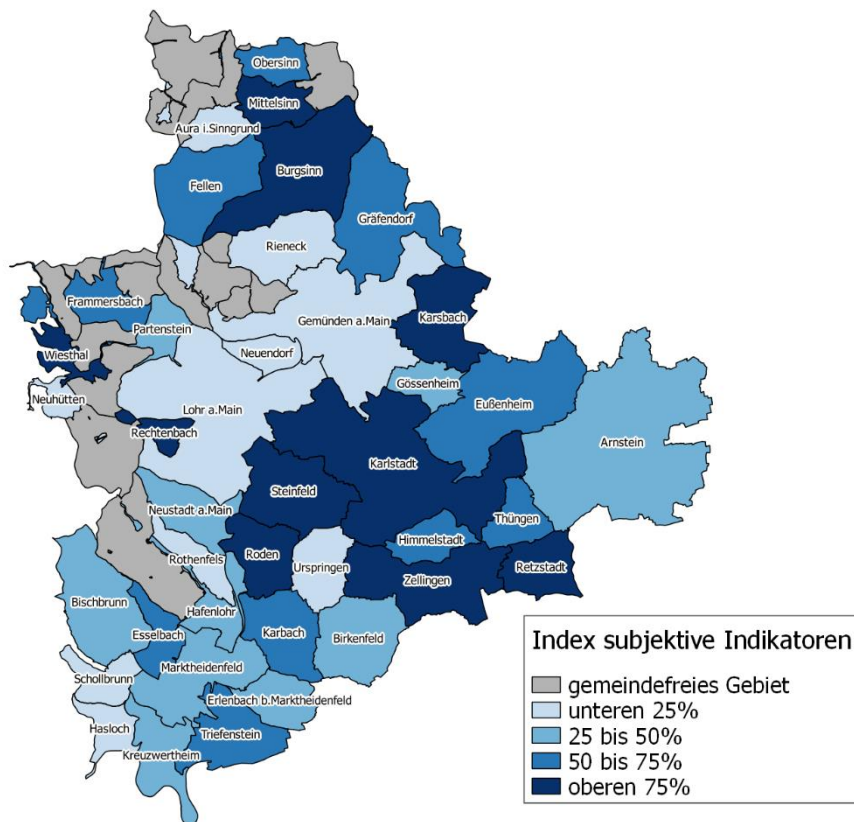 Obersinn
Mittelsinn
Aura i.Sinngrund
Burgsinn
Fellen
Gräfendorf
Rieneck
Frammersbach
Gemünden a.Main
Karsbach
Partenstein
Wiesthal
Neuendorf
Gössenheim
Neuhütten
Eußenheim
Lohr a.Main
Rechtenbach
Arnstein
Karlstadt
Steinfeld
Neustadt a.Main
Thüngen
Himmelstadt
Rothenfels
Roden
Urspringen
Retzstadt
Zellingen
Bischbrunn
Hafenlohr
Esselbach
Karbach
Birkenfeld
Marktheidenfeld
Schollbrunn
Erlenbach b.Marktheidenfeld
Hasloch
Triefenstein
Kreuzwertheim
Index subjektive Indikatoren
gemeindefreies Gebiet
unteren 25%
25 bis 50%
50 bis 75%
oberen 75%